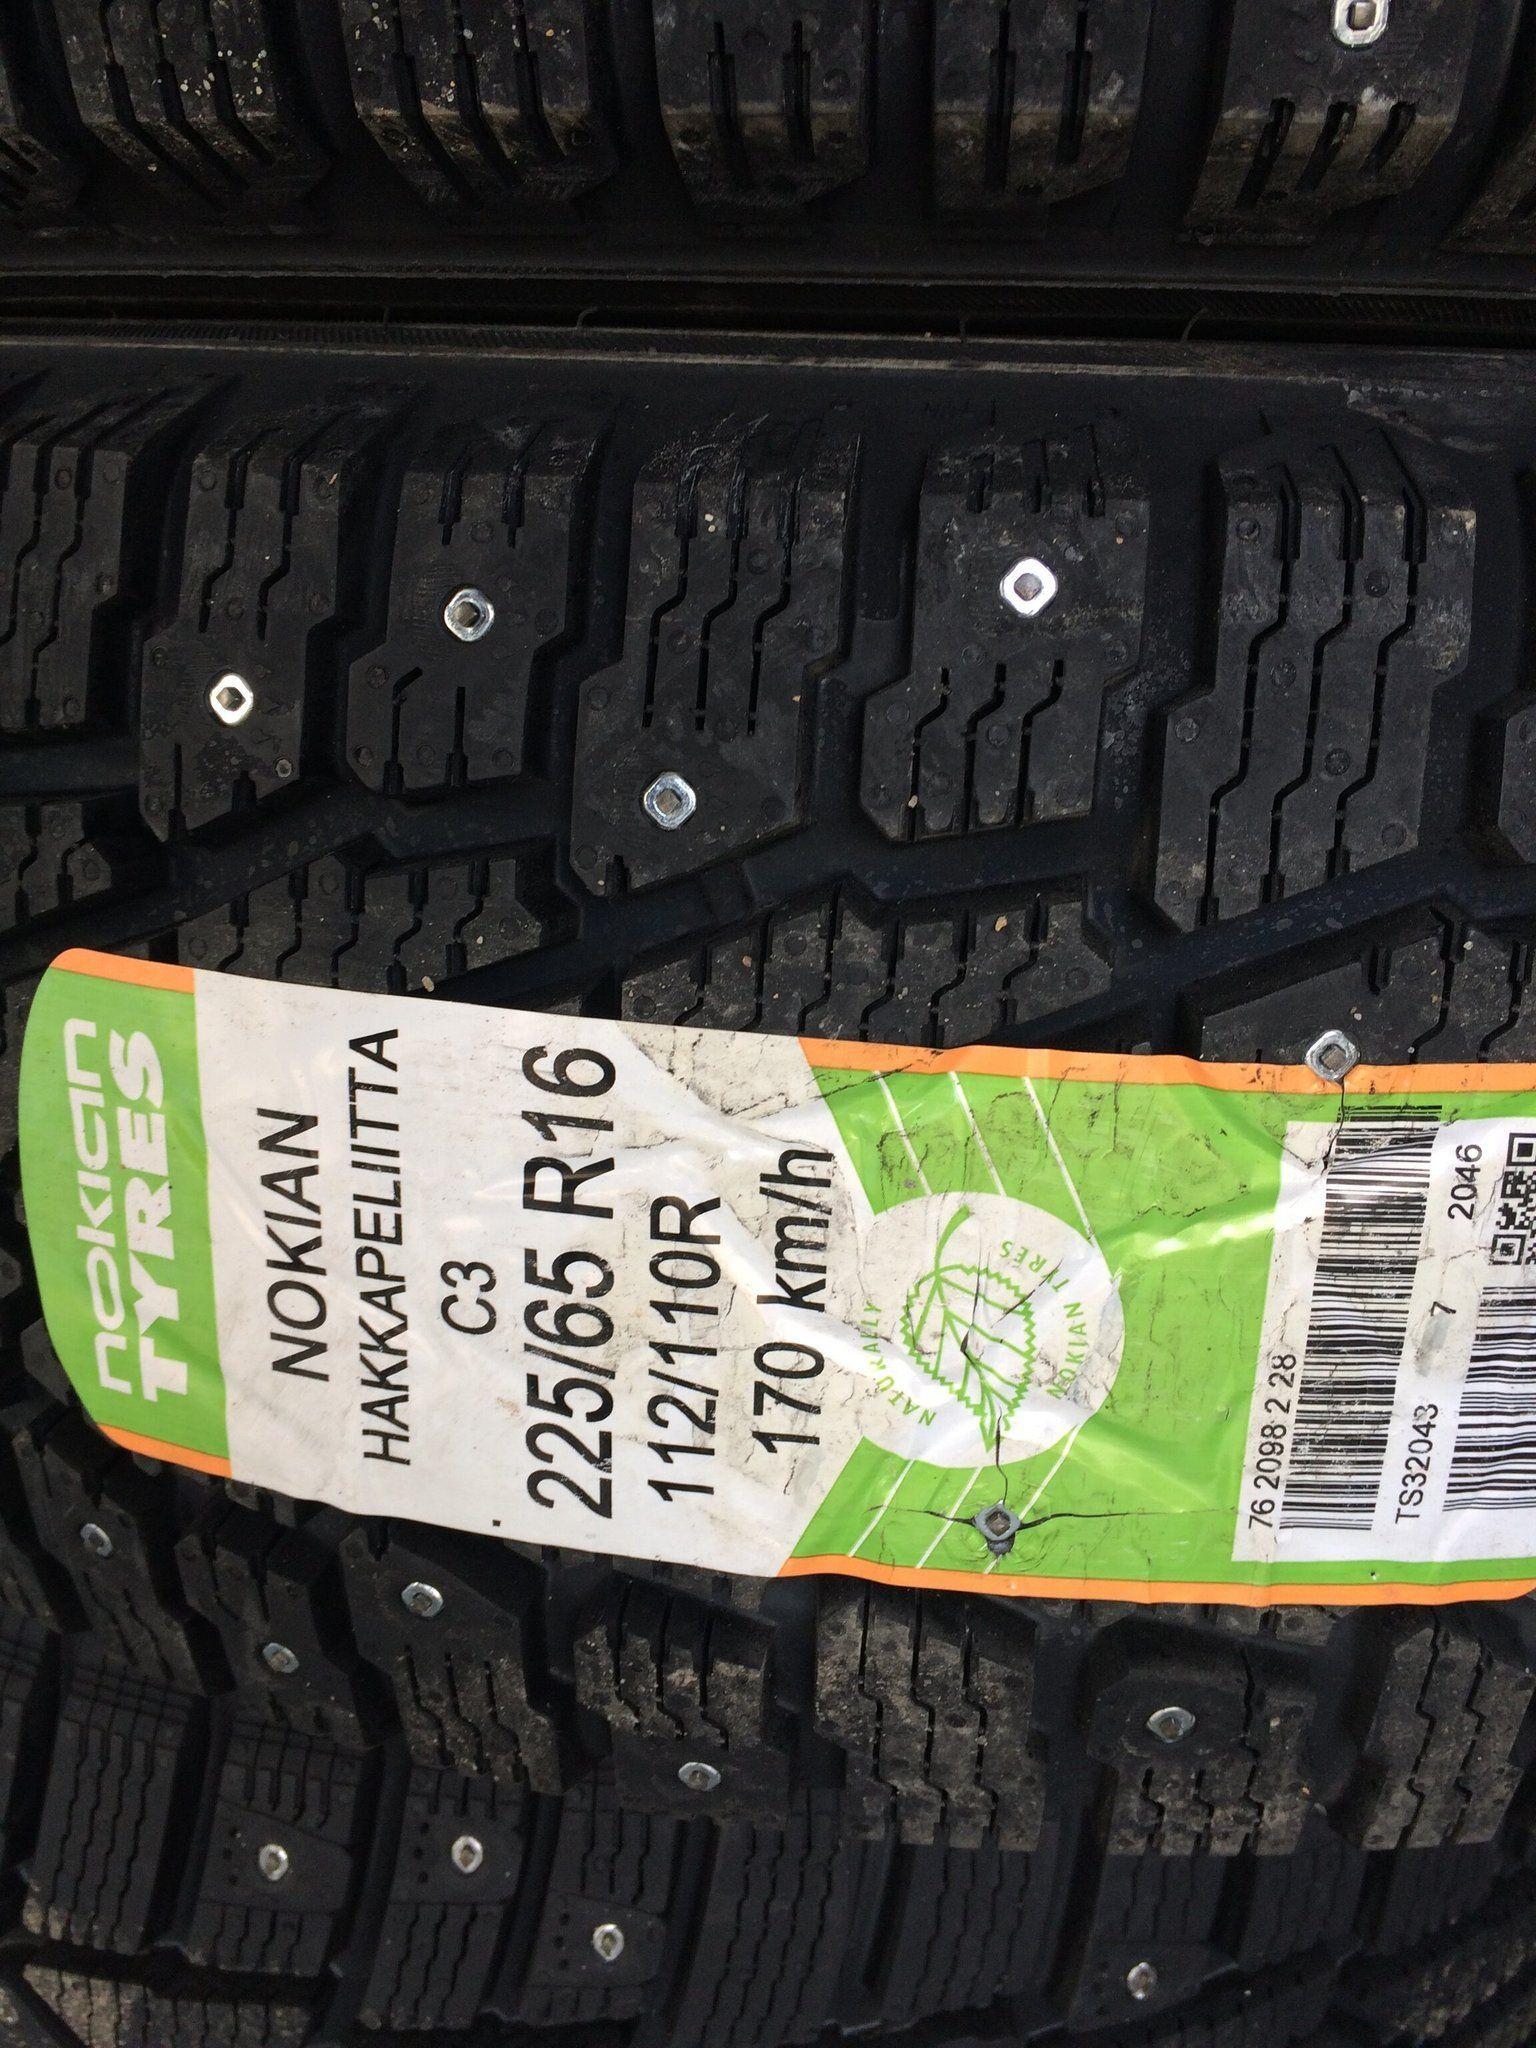 nokian
TYRES
NOKIAN
HAKKAPELIITTA
C3
225/65 R16
112/110R
170 km/h
NATURALLY
NOKIAN TYRES
76 2098 2 28
TS32043 7 2046